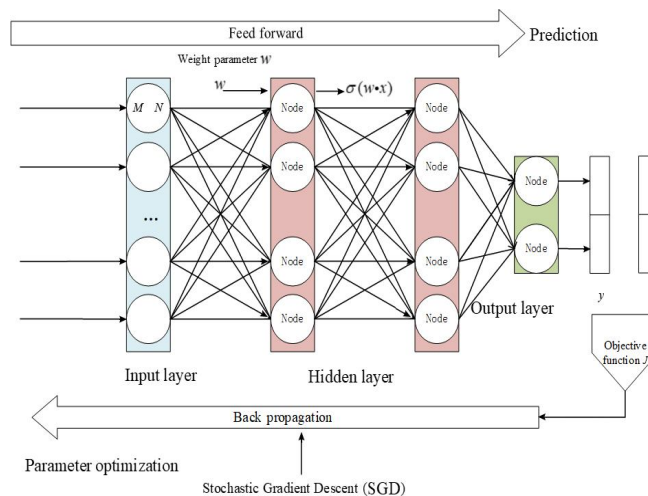 Feed forward
Prediction
Weight parameter w
w
σ(w•x)
M N
Node
Node
Node
Node
Node
Node
...
Node
Node
Node
Node
y
Output layer
Objective
function J
Input layer
Hidden layer
Back propagation
Parameter optimization
Stochastic Gradient Descent (SGD)